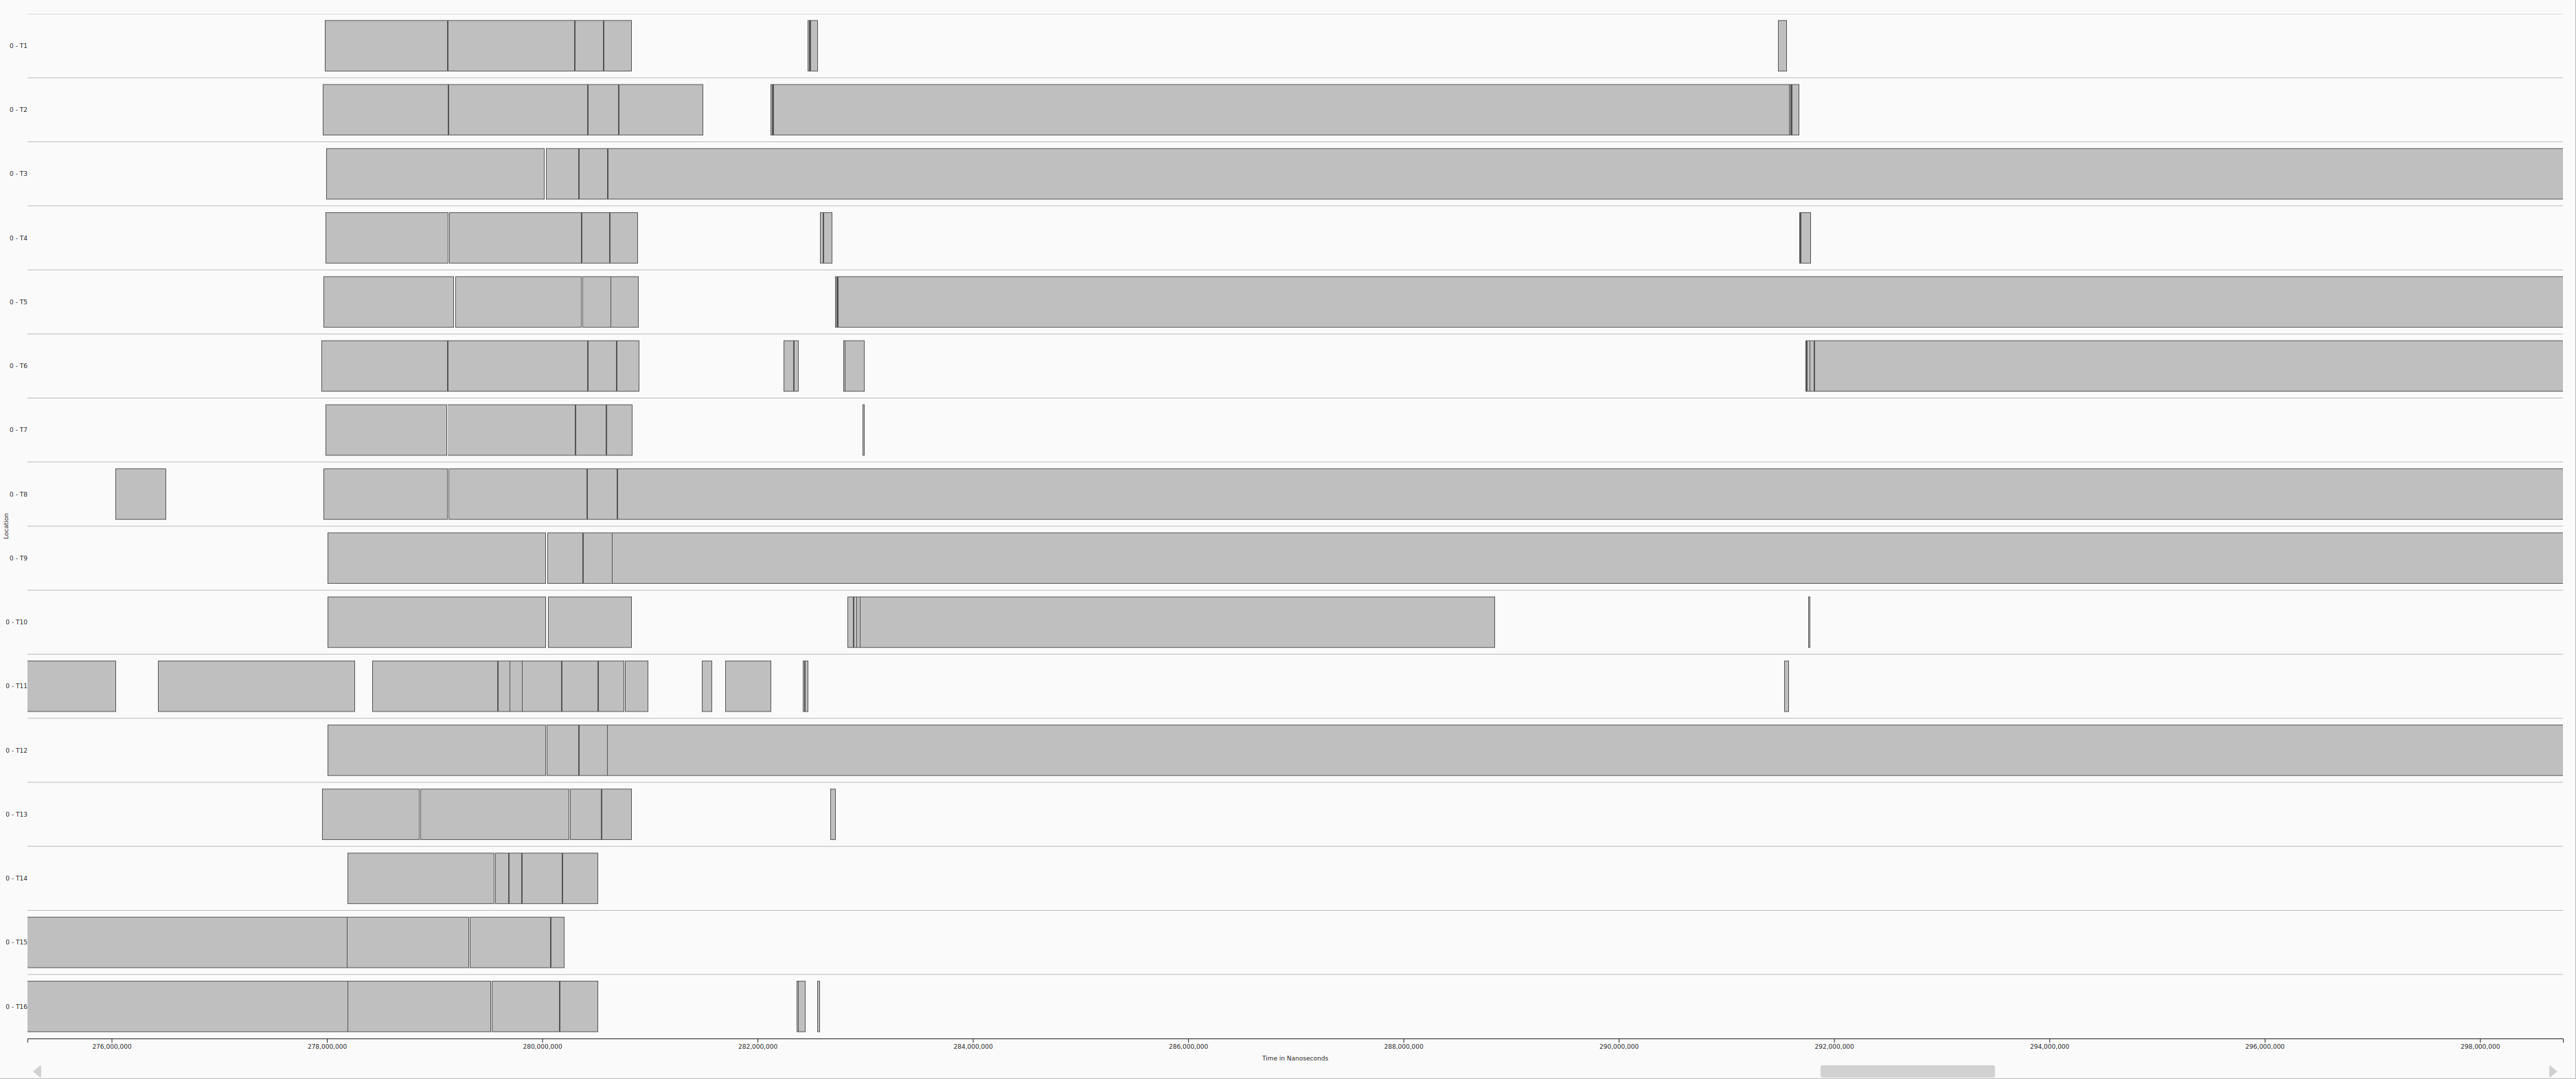 0 - T1
0 - T2
0 - T3
0 - T4
0 - T5
0 - T6
0 - T7
0 - T8
Location
0 - T9
0 - T10
0 - T11
0 - T12
0 - T13
0 - T14
0 - T15
0 - T16
276,000,000 278,000,000 280,000,000 282,000,000 284,000,000 286,000,000 288,000,000 290,000,000 292,000,000 294,000,000 296,000,000 298,000,000
Time in Nanoseconds